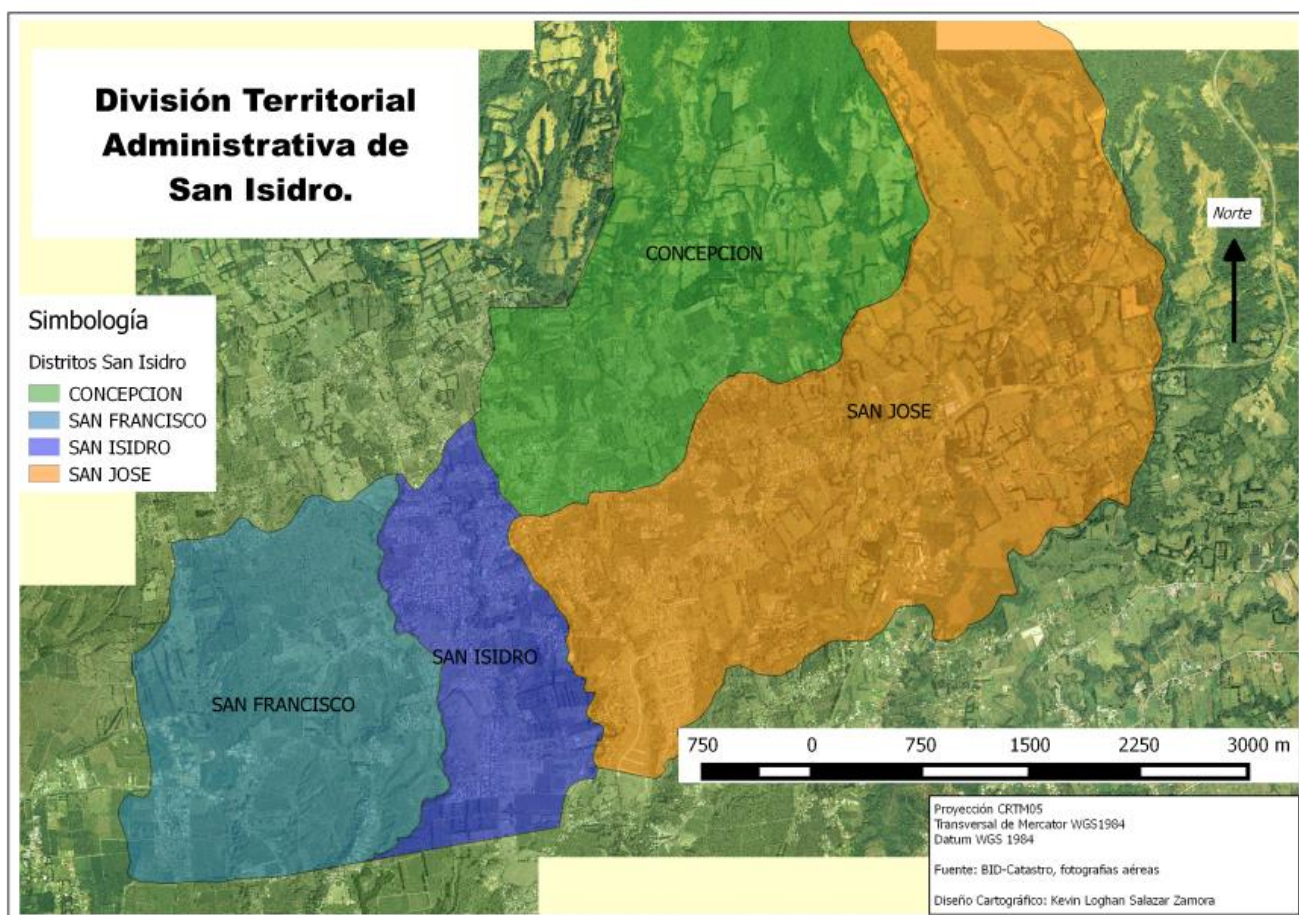 División Territorial
Administrativa de
San Isidro.
Norte
CONCEPCION
Simbología
Distritos San Isidro
CONCEPCION
SAN FRANCISCO
SAN ISIDRO
SAN JOSE
SAN JOSE
SAN ISIDRO
SAN FRANCISCO
750 0 750 1500 2250 3000 m
Proyección CRTM05
Transversal de Mercator WGS1984
Datum WGS 1984
Fuente: BID-Catastro, fotografias aéreas
Diseño Cartográfico: Kevin Loghan Salazar Zamora